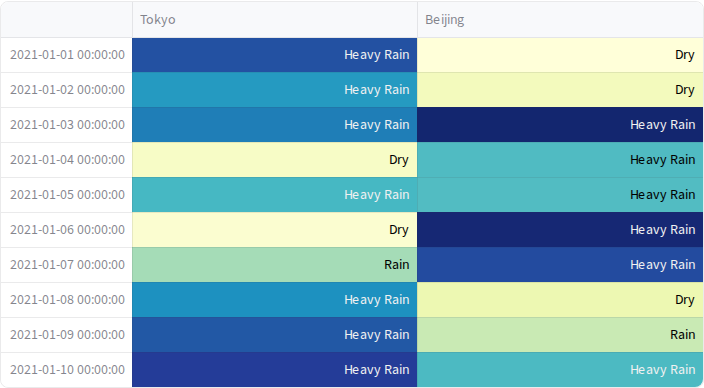 Tokyo Beijing
2021-01-01 00:00:00 Heavy Rain Dry
2021-01-02 00:00:00 Heavy Rain Dry
2021-01-03 00:00:00 Heavy Rain Heavy Rain
2021-01-04 00:00:00 Dry Heavy Rain
2021-01-05 00:00:00 Heavy Rain Heavy Rain
2021-01-06 00:00:00 Dry Heavy Rain
2021-01-07 00:00:00 Rain Heavy Rain
2021-01-08 00:00:00 Heavy Rain Dry
2021-01-09 00:00:00 Heavy Rain Rain
2021-01-10 00:00:00 Heavy Rain Heavy Rain